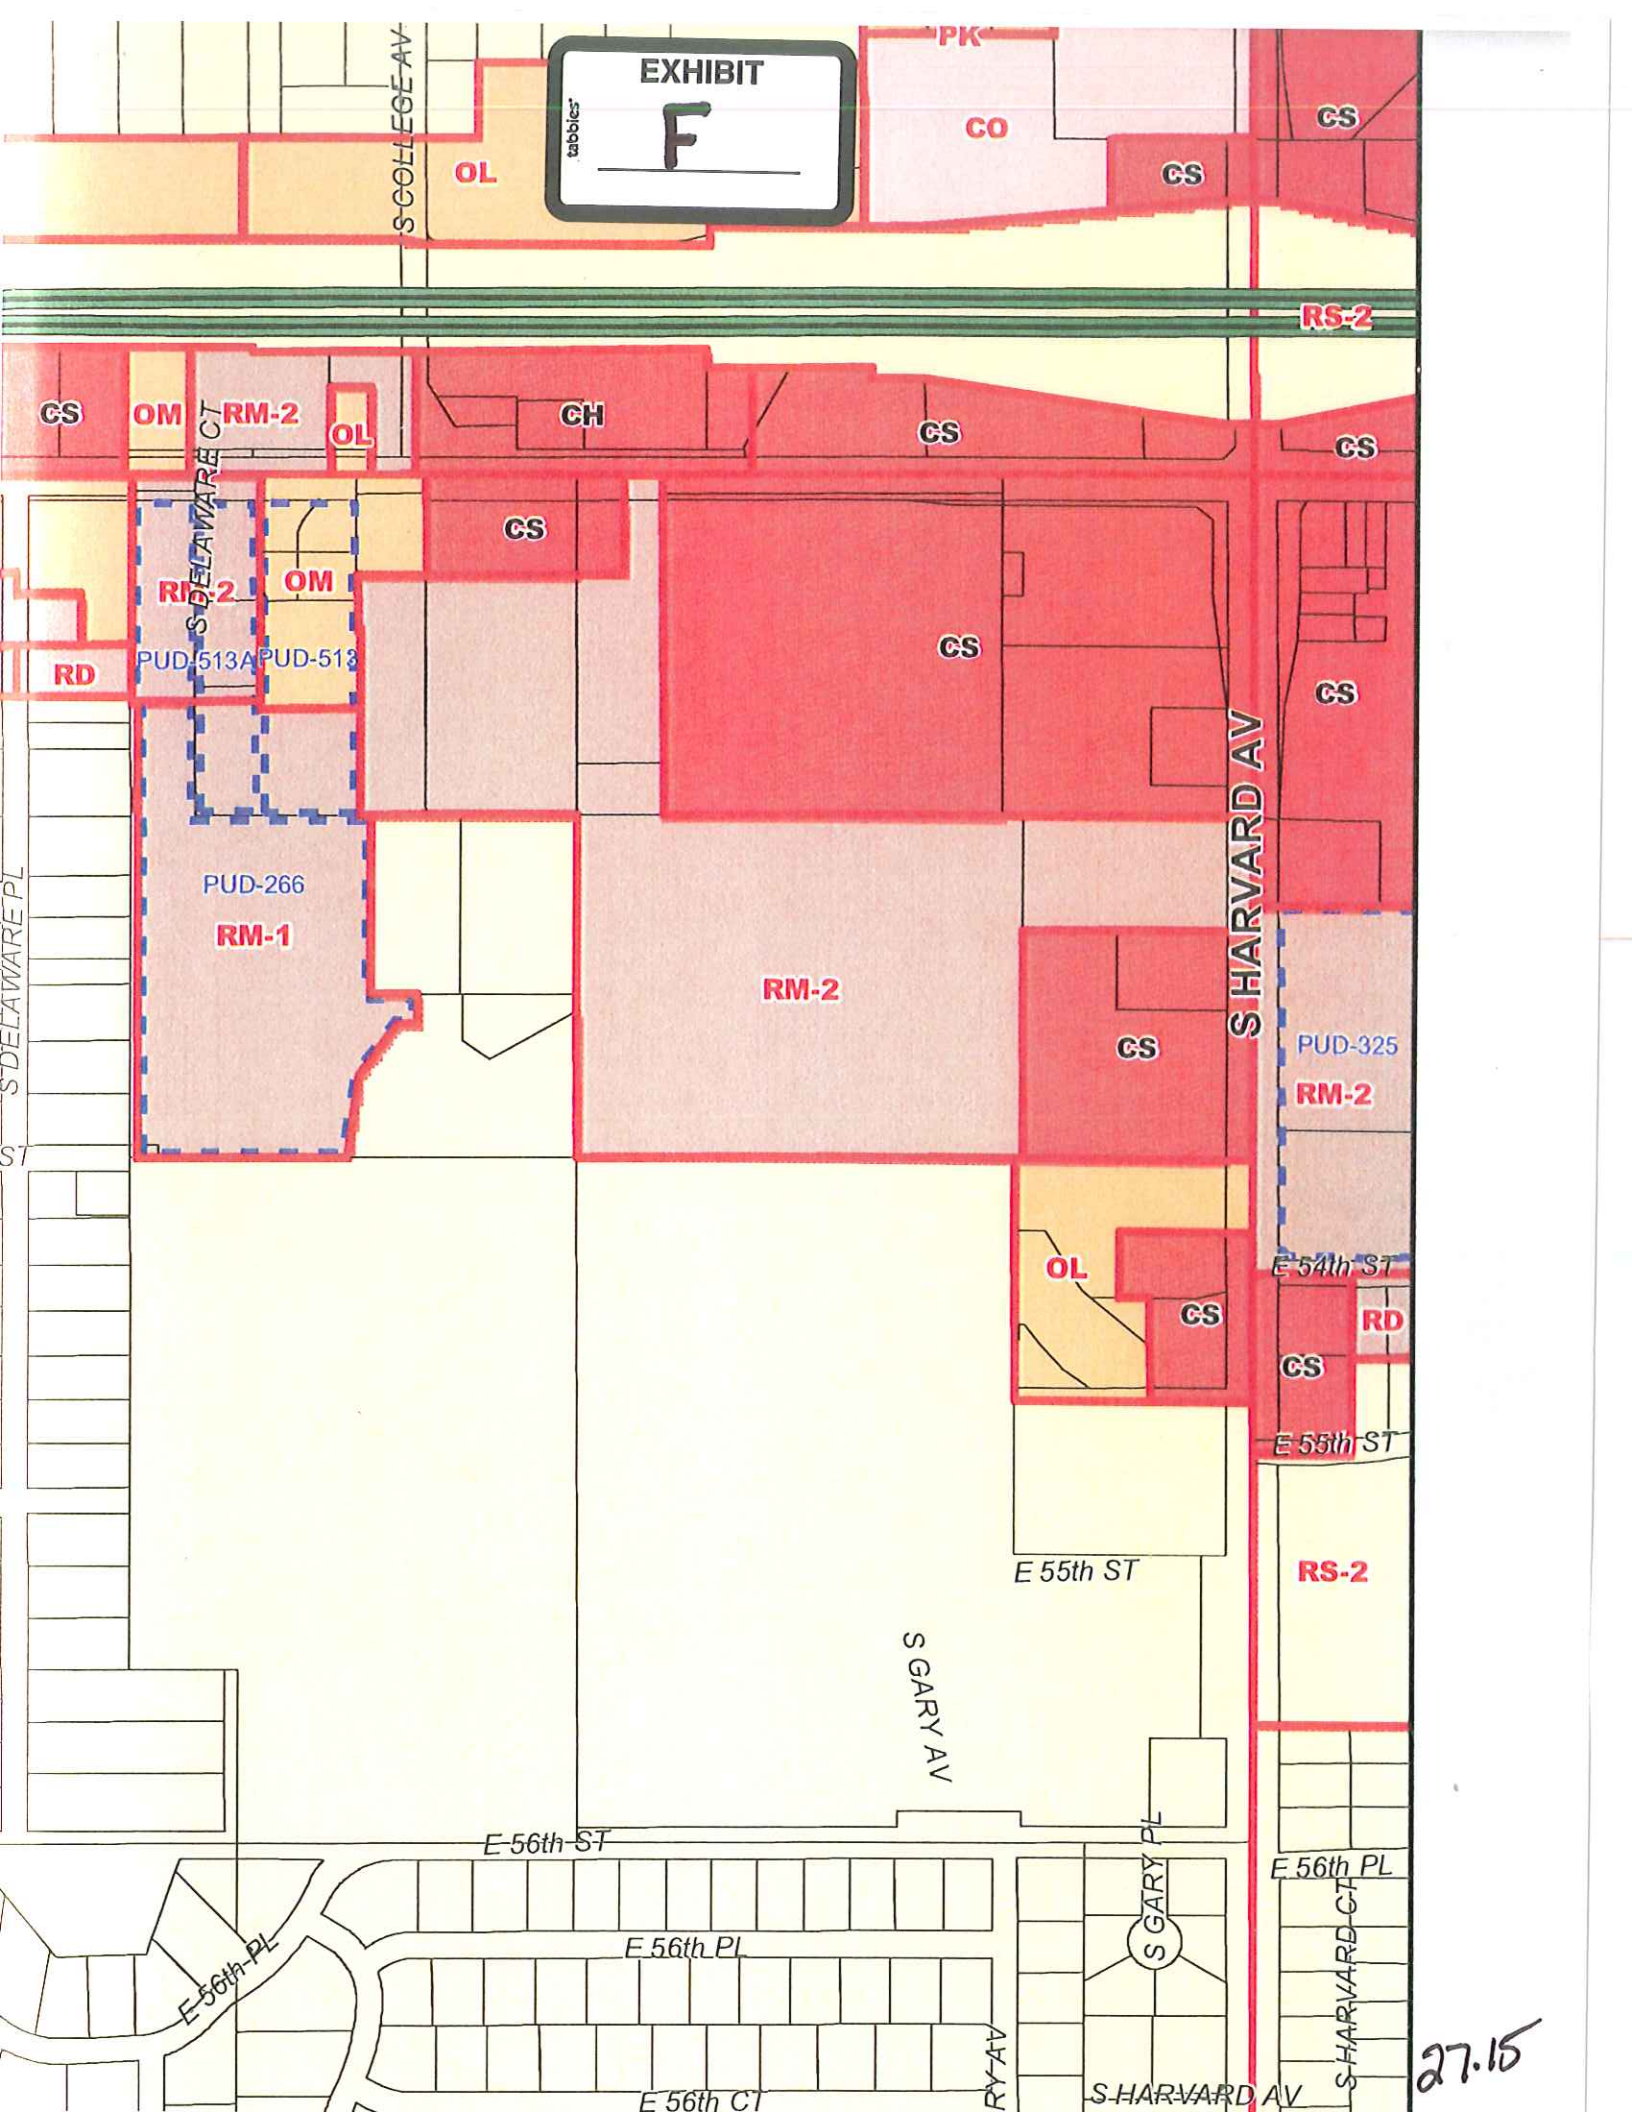 PK
EXHIBIT
tabbies®
F
S COLLEGE AV
CO
CS
OL
CS
RS-2
CS
OM
RM-2
OL
CH
CS
CS
S DELAWARE CT
CS
OM
PUD-513A
PUD-513
RD
CS
CS
S HARVARD AV
PUD-266
RM-1
S DELAWARE PL
RM-2
CS
PUD-325
RM-2
ST
OL
E 54th ST
CS
RD
CS
E 55th ST
E 55th ST
RS-2
S GARY AV
E 56th ST
S GARY PL
E 56th PL
E 56th PL
E 56th PL
S HARVARD CT
RY AV
S HARVARD AV
E 56th CT
27.15